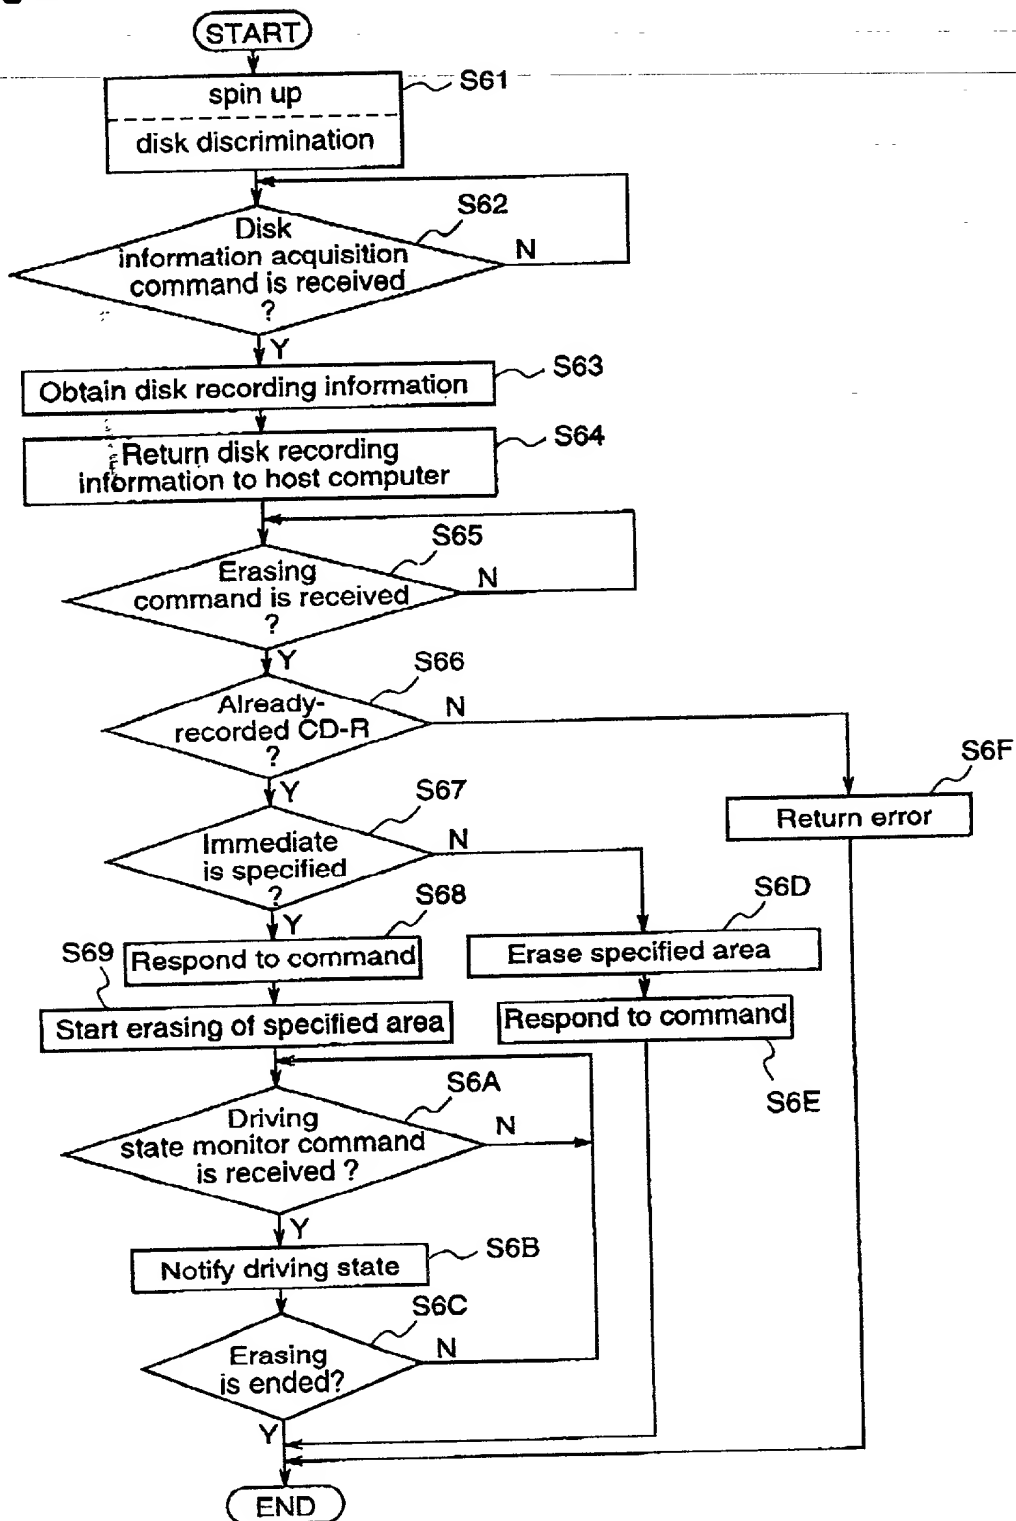 START
spin up
S61
disk discrimination
S62
Disk
information acquisition
command is received
?
N
Y
Obtain disk recording information
S63
Return disk recording
information to host computer
S64
S65
Erasing
command is received
?
N
Y
S66
Already-
recorded CD-R
?
N
Y
S67
S6F
Return error
Immediate
is specified
?
N
Y
S68
S6D
S69
Respond to command
Erase specified area
Start erasing of specified area
Respond to command
S6E
S6A
Driving
state monitor command
is received ?
N
Y
Notify driving state
S6B
S6C
Erasing
is ended?
N
Y
END